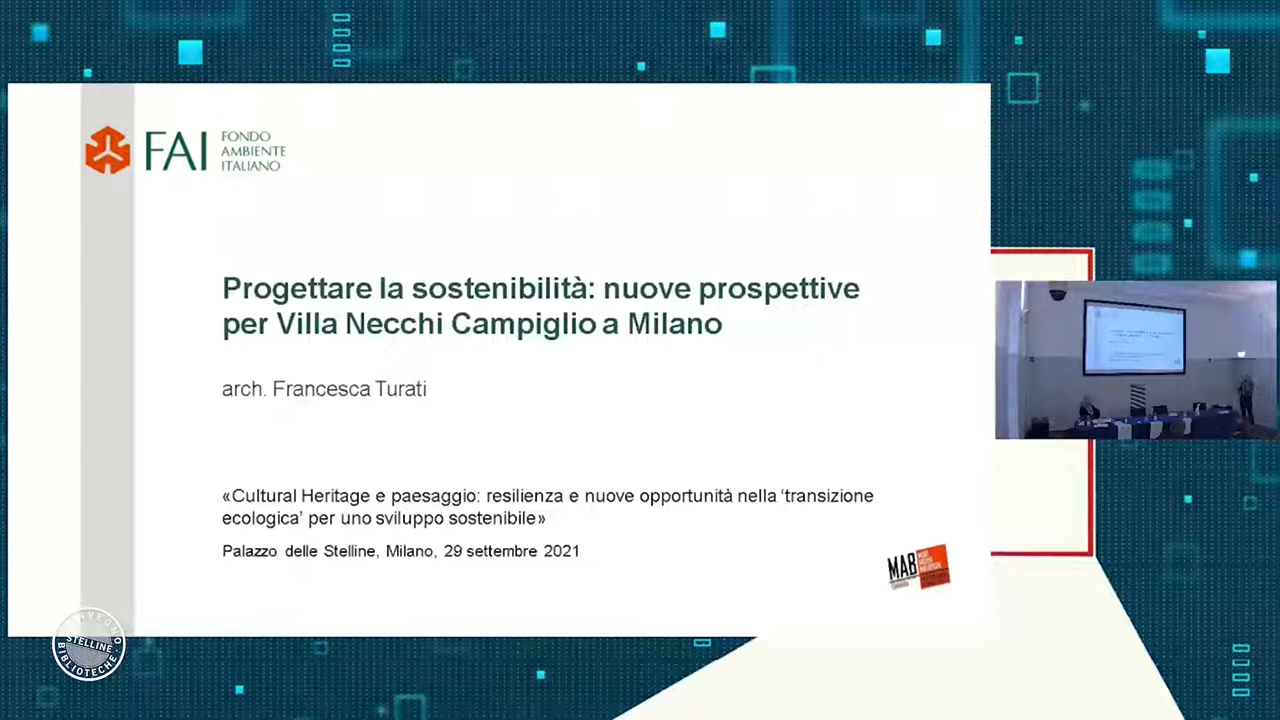 FAI
FONDO
AMBIENTE
ITALIANO
Progettare la sostenibilità: nuove prospettive
per Villa Necchi Campiglio a Milano
arch. Francesca Turati
«Cultural Heritage e paesaggio: resilienza e nuove opportunità nella ‘transizione
ecologica’ per uno sviluppo sostenibile»
Palazzo delle Stelline, Milano, 29 settembre 2021
MAB
STELLINE
BIBLIOTECHE